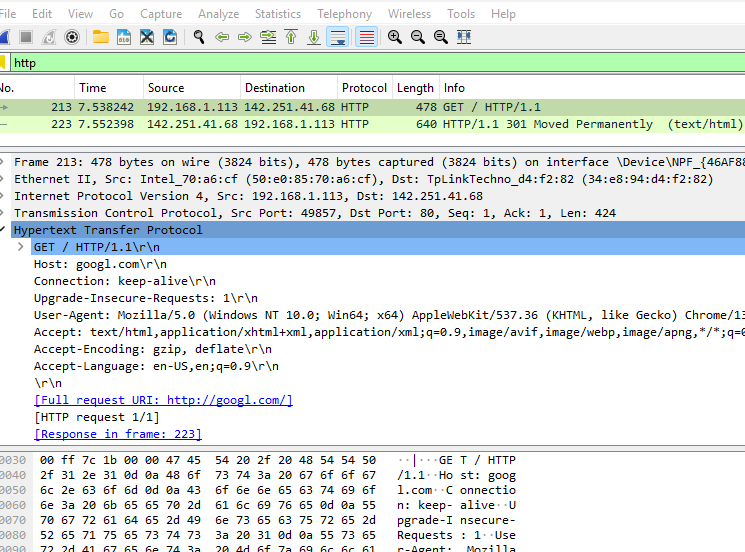 File Edit View Go Capture Analyze Statistics Telephony Wireless Tools Help
http
No. Time Source Destination Protocol Length Info
213 7.538242 192.168.1.113 142.251.41.68 HTTP 478 GET / HTTP/1.1
223 7.552398 142.251.41.68 192.168.1.113 HTTP 640 HTTP/1.1 301 Moved Permanently (text/html)
Frame 213: 478 bytes on wire (3824 bits), 478 bytes captured (3824 bits) on interface \Device\NPF_{46AF88
Ethernet II, Src: Intel_70:a6:cf (50:e0:85:70:a6:cf), Dst: TpLinkTechno_d4:f2:82 (34:e8:94:d4:f2:82)
Internet Protocol Version 4, Src: 192.168.1.113, Dst: 142.251.41.68
Transmission Control Protocol, Src Port: 49857, Dst Port: 80, Seq: 1, Ack: 1, Len: 424
Hypertext Transfer Protocol
GET / HTTP/1.1\r\n
Host: googl.com\r\n
Connection: keep-alive\r\n
Upgrade-Insecure-Requests: 1\r\n
User-Agent: Mozilla/5.0 (Windows NT 10.0; Win64; x64) AppleWebKit/537.36 (KHTML, like Gecko) Chrome/13
Accept: text/html,application/xhtml+xml,application/xml;q=0.9,image/avif,image/webp,image/apng,*/*;q=0
Accept-Encoding: gzip, deflate\r\n
Accept-Language: en-US,en;q=0.9\r\n
\r\n
[Full request URI: http://googl.com/]
[HTTP request 1/1]
[Response in frame: 223]
0030 00 ff 7c 1b 00 00 47 45 54 20 2f 20 48 54 54 50 ··|···GE T / HTTP
0040 2f 31 2e 31 0d 0a 48 6f 73 74 3a 20 67 6f 6f 67 /1.1··Ho st: goog
0050 6c 2e 63 6f 6d 0d 0a 43 6f 6e 6e 65 63 74 69 6f l.com··C onnectio
0060 6e 3a 20 6b 65 65 70 2d 61 6c 69 76 65 0d 0a 55 n: keep- alive··U
0070 70 67 72 61 64 65 2d 49 6e 73 65 63 75 72 65 2d pgrade-I nsecure-
0080 52 65 71 75 65 73 74 73 3a 20 31 0d 0a 55 73 65 Requests : 1··Use
0090 72 2d 41 67 65 6e 74 3a 20 4d 6f 7a 69 6c 6c 61 r-Agent: Mozilla